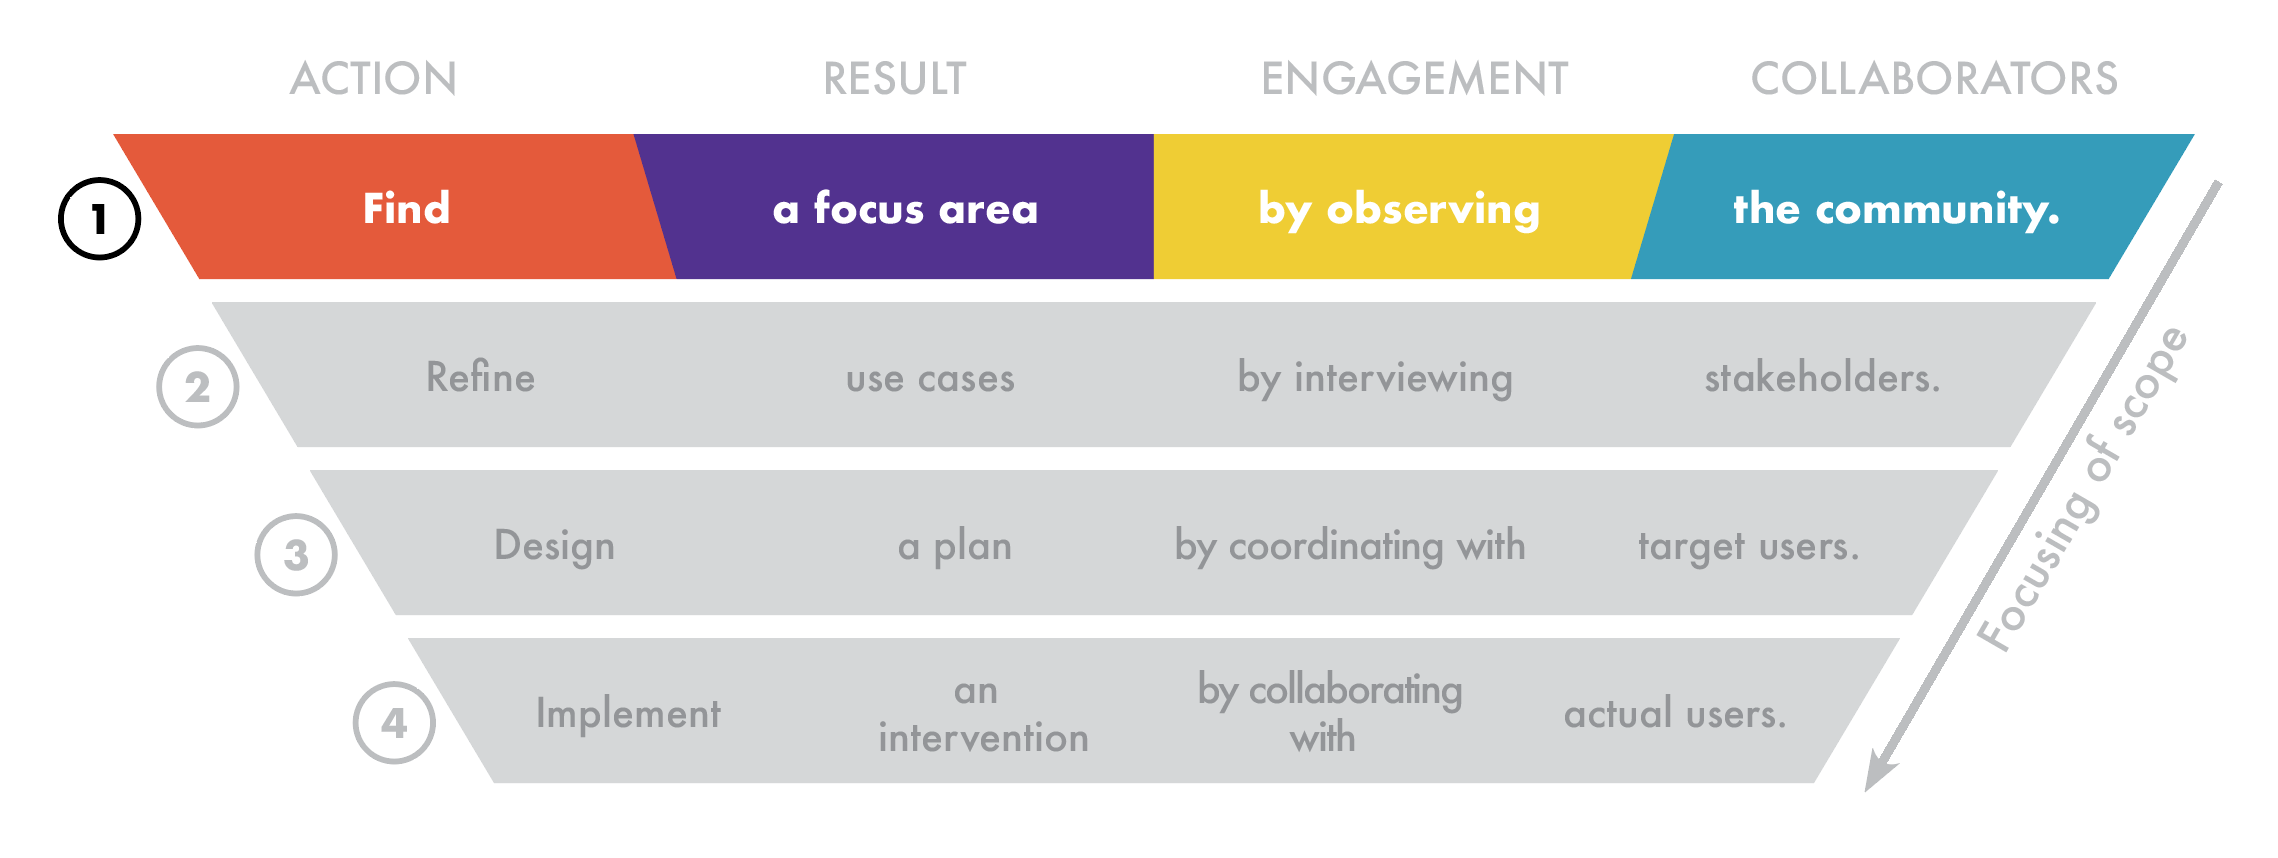 ACTION RESULT ENGAGEMENT COLLABORATORS
1 Find a focus area by observing the community.
2 Refine use cases by interviewing stakeholders.
3 Design a plan by coordinating with target users.
4 Implement an intervention by collaborating with actual users.
Focusing of scope